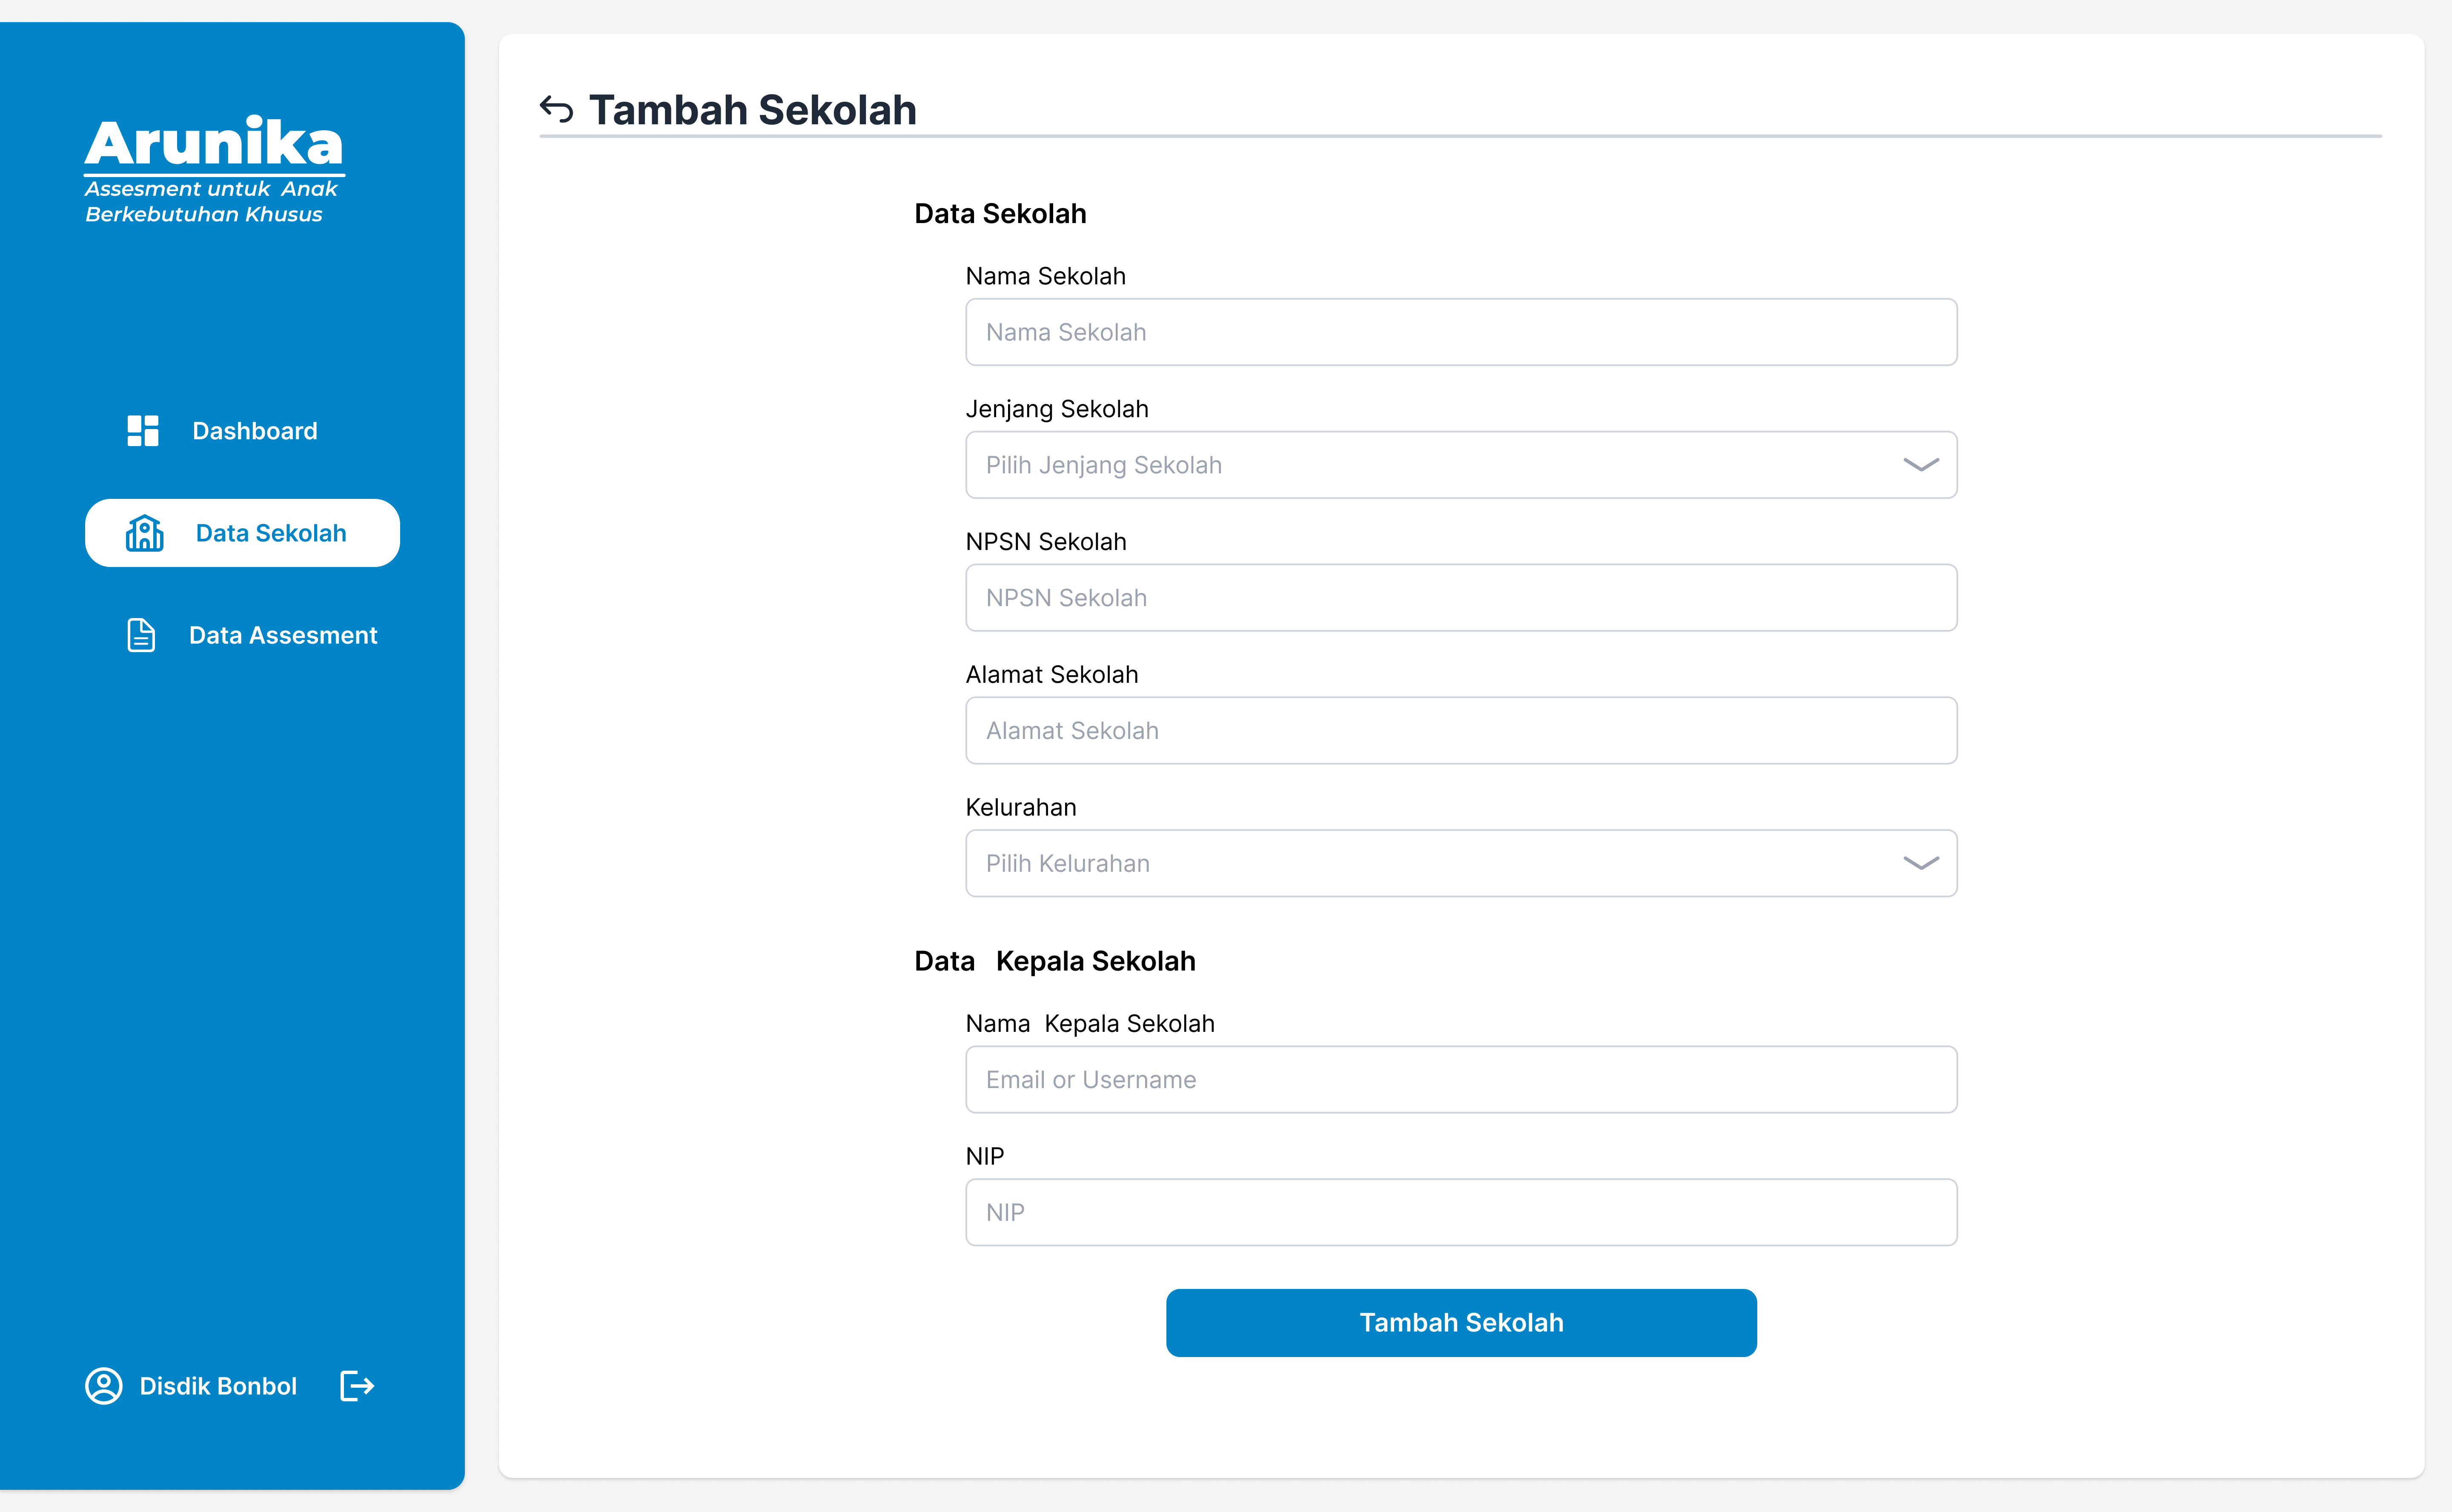 Arunika
Assesment untuk  Anak
Berkebutuhan Khusus
Dashboard
Data Sekolah
Data Assesment
Disdik Bonbol
Tambah Sekolah
Data Sekolah
Nama Sekolah
Nama Sekolah
Jenjang Sekolah
Pilih Jenjang Sekolah
NPSN Sekolah
NPSN Sekolah
Alamat Sekolah
Alamat Sekolah
Kelurahan
Pilih Kelurahan
Data  Kepala Sekolah
Nama  Kepala Sekolah
Email or Username
NIP
NIP
Tambah Sekolah